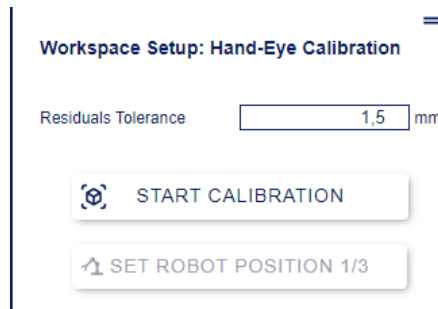 Workspace Setup: Hand-Eye Calibration
Residuals Tolerance 1,5 mm
START CALIBRATION
SET ROBOT POSITION 1/3